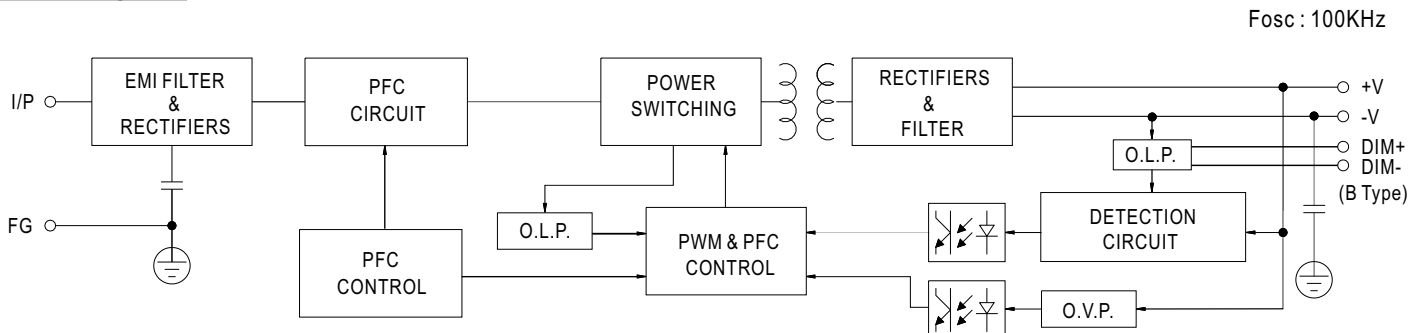 Fosc : 100KHz
I/P
EMI FILTER
&
RECTIFIERS
PFC
CIRCUIT
POWER
SWITCHING
RECTIFIERS
&
FILTER
+V
-V
DIM+
DIM-
(B Type)
O.L.P.
FG
O.L.P.
PFC
CONTROL
PWM & PFC
CONTROL
DETECTION
CIRCUIT
O.V.P.